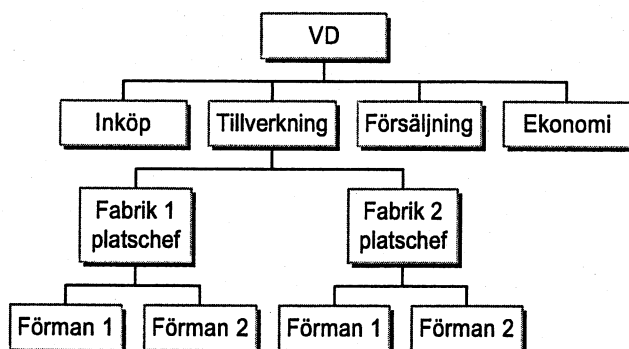 VD
Inköp
Tillverkning
Försäljning
Ekonomi
Fabrik 1
platschef
Fabrik 2
platschef
Förman 1
Förman 2
Förman 1
Förman 2